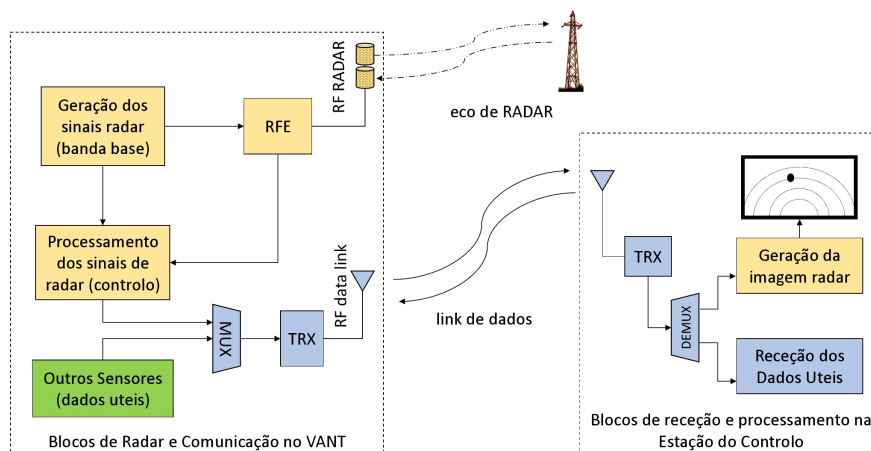 Geração dos
sinais radar
(banda base)
RFE
RF RADAR
eco de RADAR
Processamento
dos sinais de
radar (controlo)
Outros Sensores
(dados uteis)
MUX
TRX
RF data link
link de dados
Blocos de Radar e Comunicação no VANT
TRX
DEMUX
Geração da
imagem radar
Receção dos
Dados Uteis
Blocos de receção e processamento na
Estação do Controlo